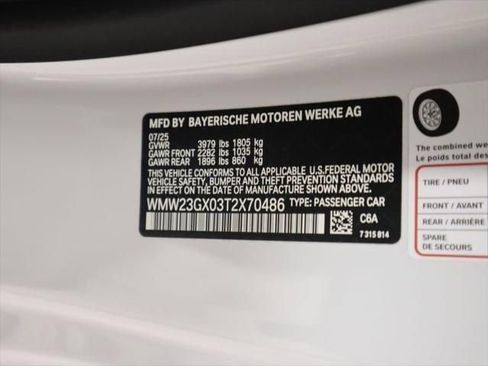 MFD BY BAYERISCHE MOTOREN WERKE AG
07/25
GVWR 3979 lbs 1805 kg
GAWR FRONT 2282 lbs 1035 kg
GAWR REAR 1896 lbs 860 kg
THIS VEHICLE CONFORMS TO ALL APPLICABLE U.S.FEDERAL MOTOR
VEHICLE SAFETY, BUMPER AND THEFT PREVENTION STANDARDS
IN EFFECT ON THE DATE OF MANUFACTURE SHOWN ABOVE.
WMW23GX03T2X70486 TYPE: PASSENGER CAR
C6A
7 315 814
The combined we
Le poids total des
TIRE / PNEU
FRONT / AVANT
REAR / ARRIÈRE
SPARE
DE SECOURS